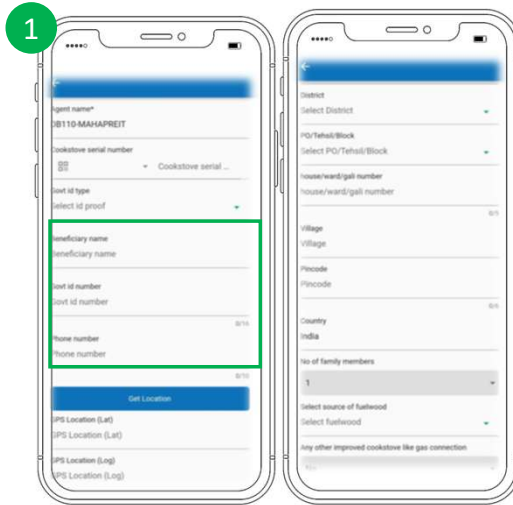 1
Agent name*
DB110-MAHAPREIT
Cookstove serial number
Cookstove serial ...
Govt id type
Select id proof
Beneficiary name
Beneficiary name
Govt id number
Govt id number
0/16
Phone number
Phone number
0/10
Get Location
GPS Location (Lat)
GPS Location (Lat)
GPS Location (Log)
GPS Location (Log)
District
Select District
PO/Tehsil/Block
Select PO/Tehsil/Block
house/ward/gali number
house/ward/gali number
Village
Village
Pincode
Pincode
0/6
Country
India
No of family members
1
Select source of fuelwood
Select fuelwood
Any other improved cookstove like gas connection